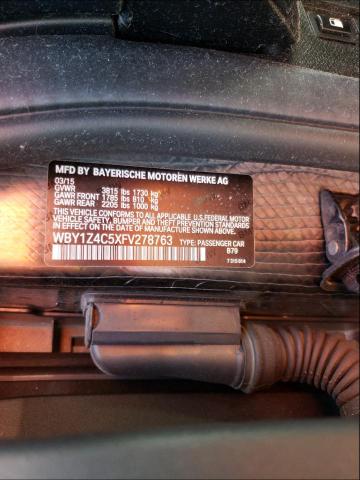 MFD BY BAYERISCHE MOTOREN WERKE AG
03/15
GVWR 3815 lbs 1730 kg
GAWR FRONT 1785 lbs 810 kg
GAWR REAR 2205 lbs 1000 kg
THIS VEHICLE CONFORMS TO ALL APPLICABLE U.S. FEDERAL MOTOR
VEHICLE SAFETY, BUMPER, AND THEFT PREVENTION STANDARDS IN
EFFECT ON THE DATE OF MANUFACTURE SHOWN ABOVE.
WBY1Z4C5XFV278763 TYPE: PASSENGER CAR
B79